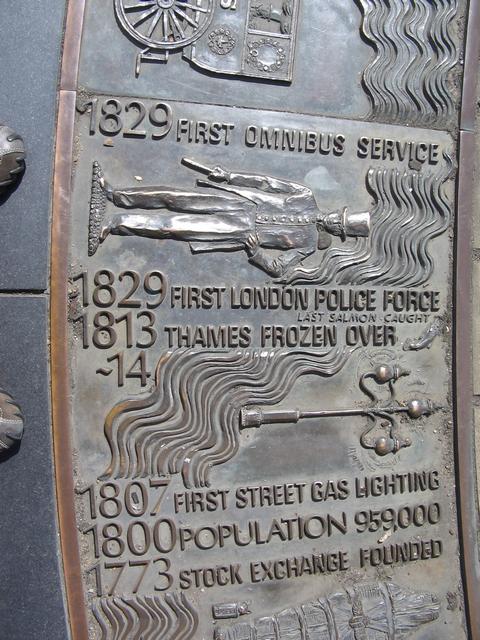 1829 FIRST OMNIBUS SERVICE
1829 FIRST LONDON POLICE FORCE
LAST SALMON CAUGHT
1813 THAMES FROZEN OVER
~14
1807 FIRST STREET GAS LIGHTING
1800 POPULATION 959,000
1773 STOCK EXCHANGE FOUNDED